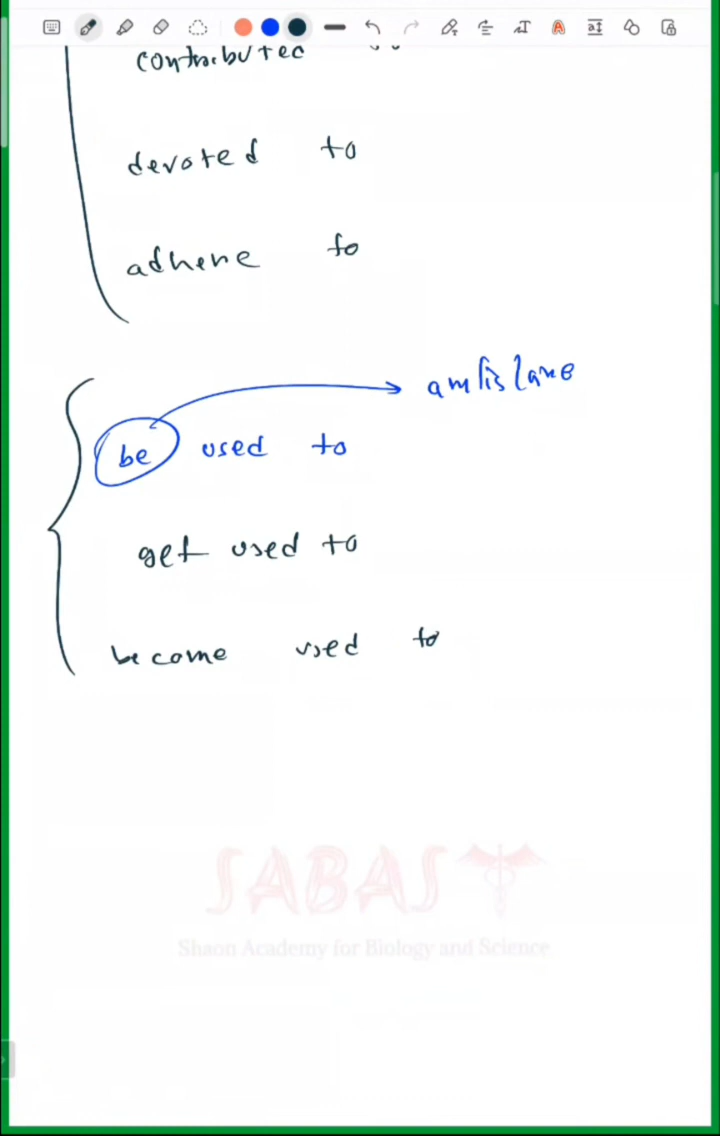 contributed
devoted to
adhere to
am/is/are
be used to
get used to
become used to
SABAS
Shaon Academy for Biology and Science